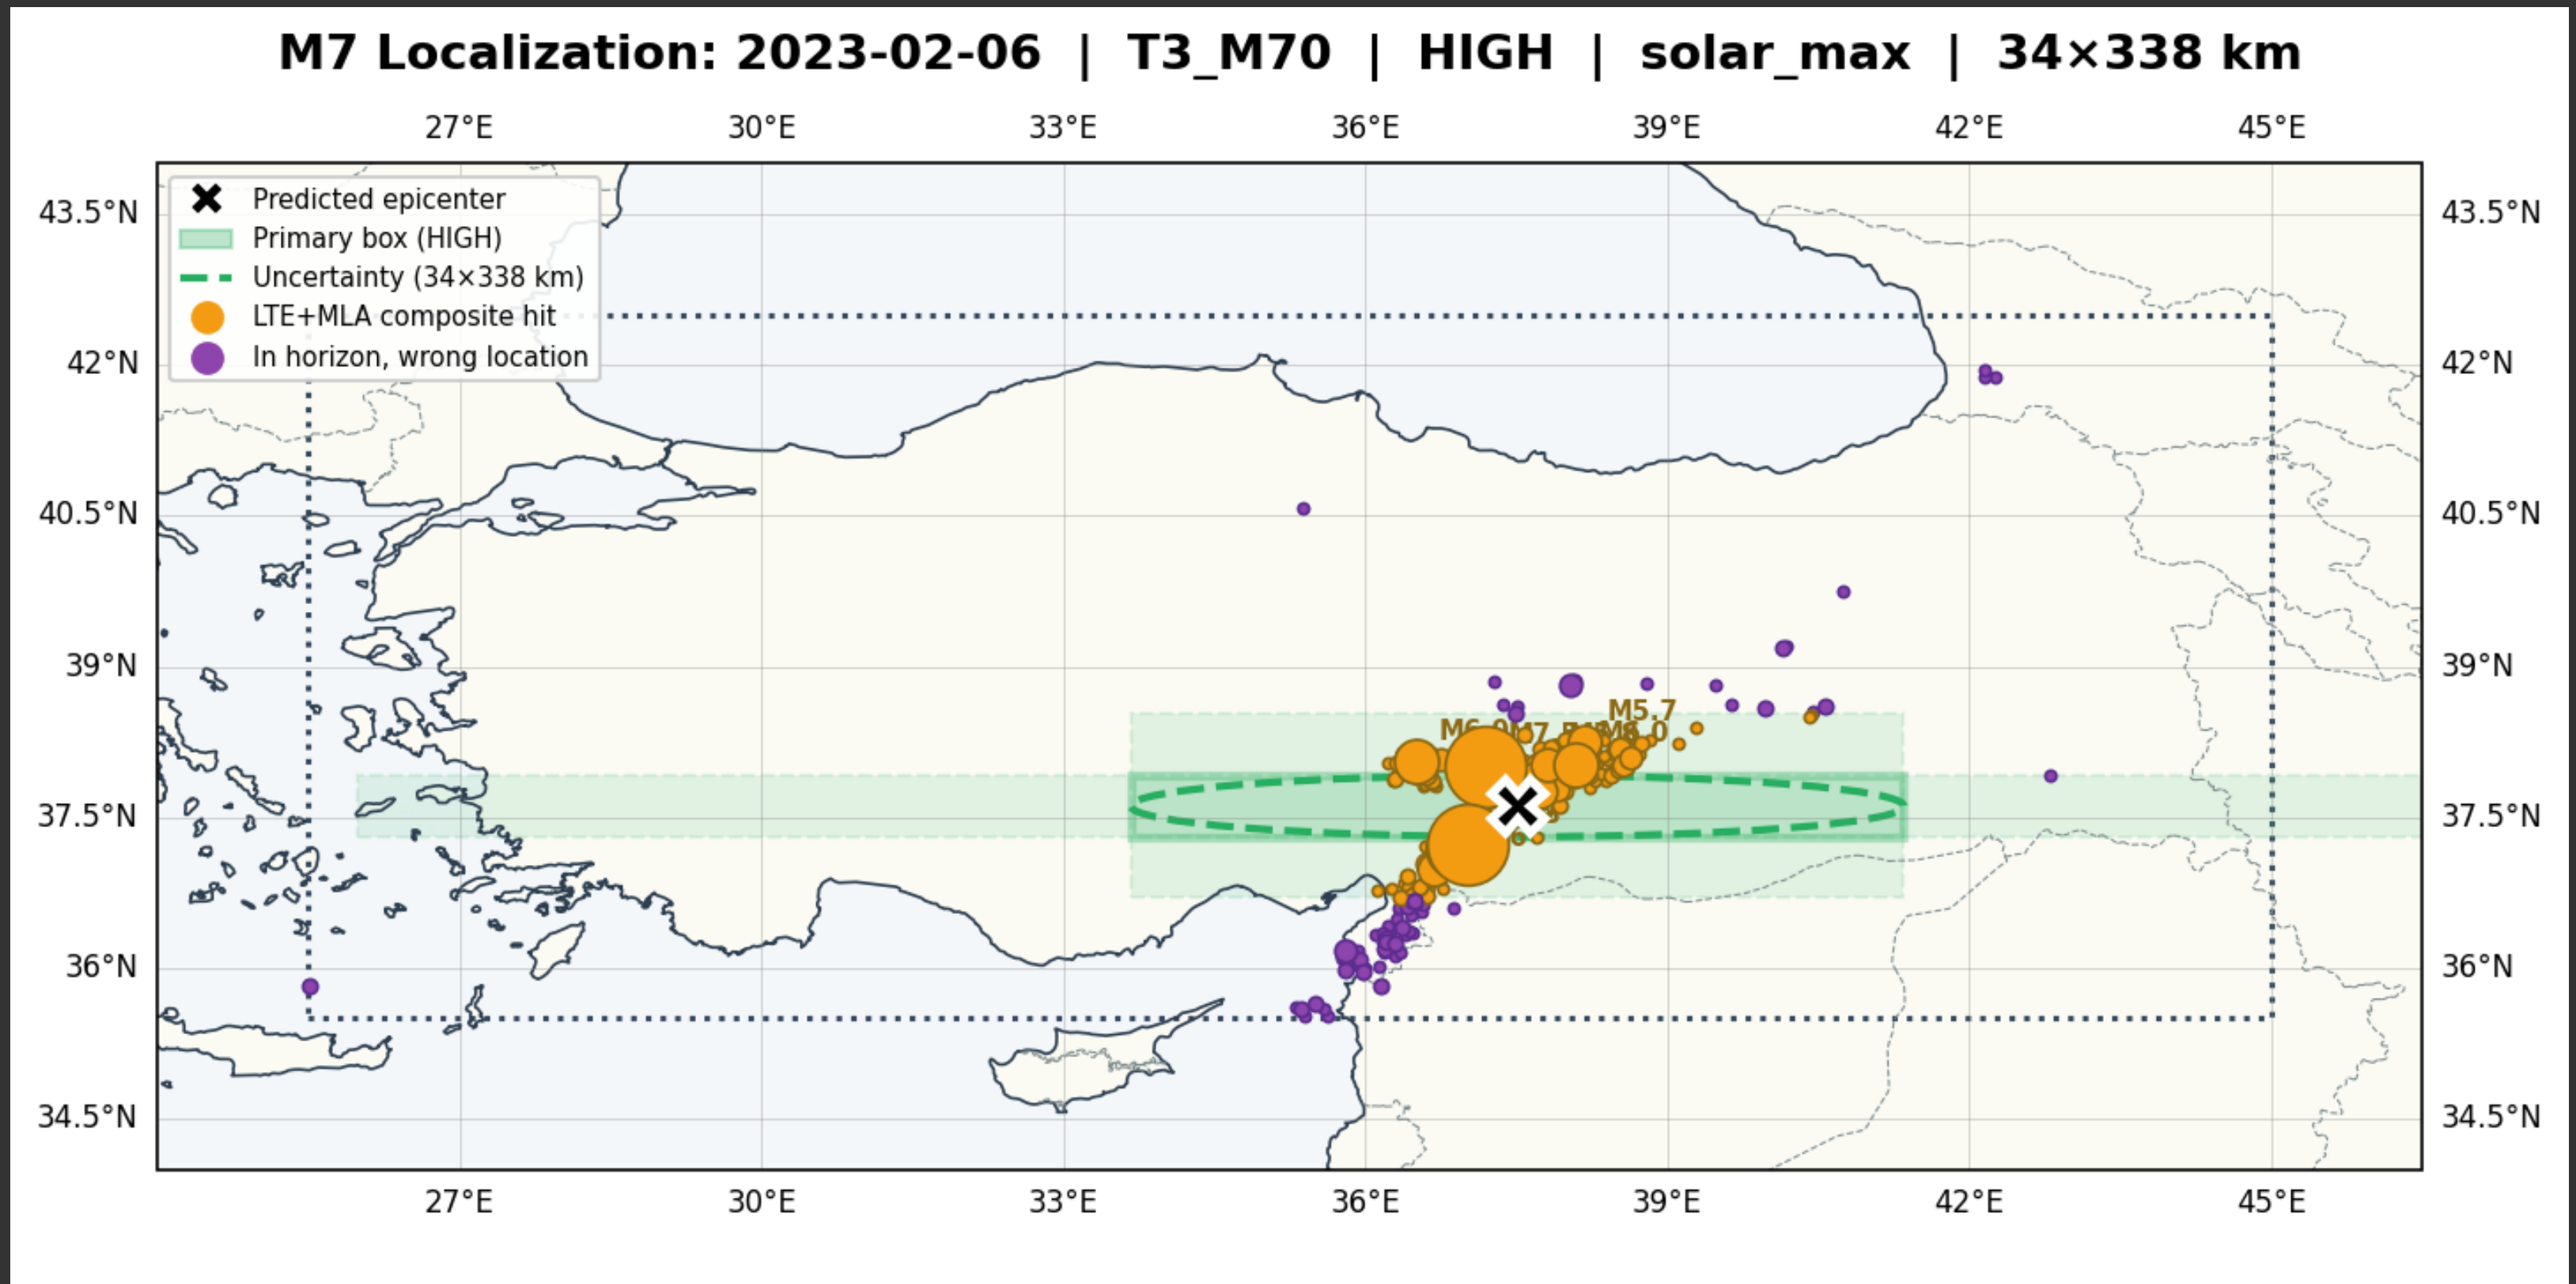 M7 Localization: 2023-02-06 | T3_M70 | HIGH | solar_max | 34×338 km
27°E 30°E 33°E 36°E 39°E 42°E 45°E
Predicted epicenter
Primary box (HIGH)
Uncertainty (34×338 km)
LTE+MLA composite hit
In horizon, wrong location
43.5°N 43.5°N
42°N 42°N
40.5°N 40.5°N
39°N 39°N
M5.7
37.5°N 37.5°N
36°N 36°N
34.5°N 34.5°N
27°E 30°E 33°E 36°E 39°E 42°E 45°E